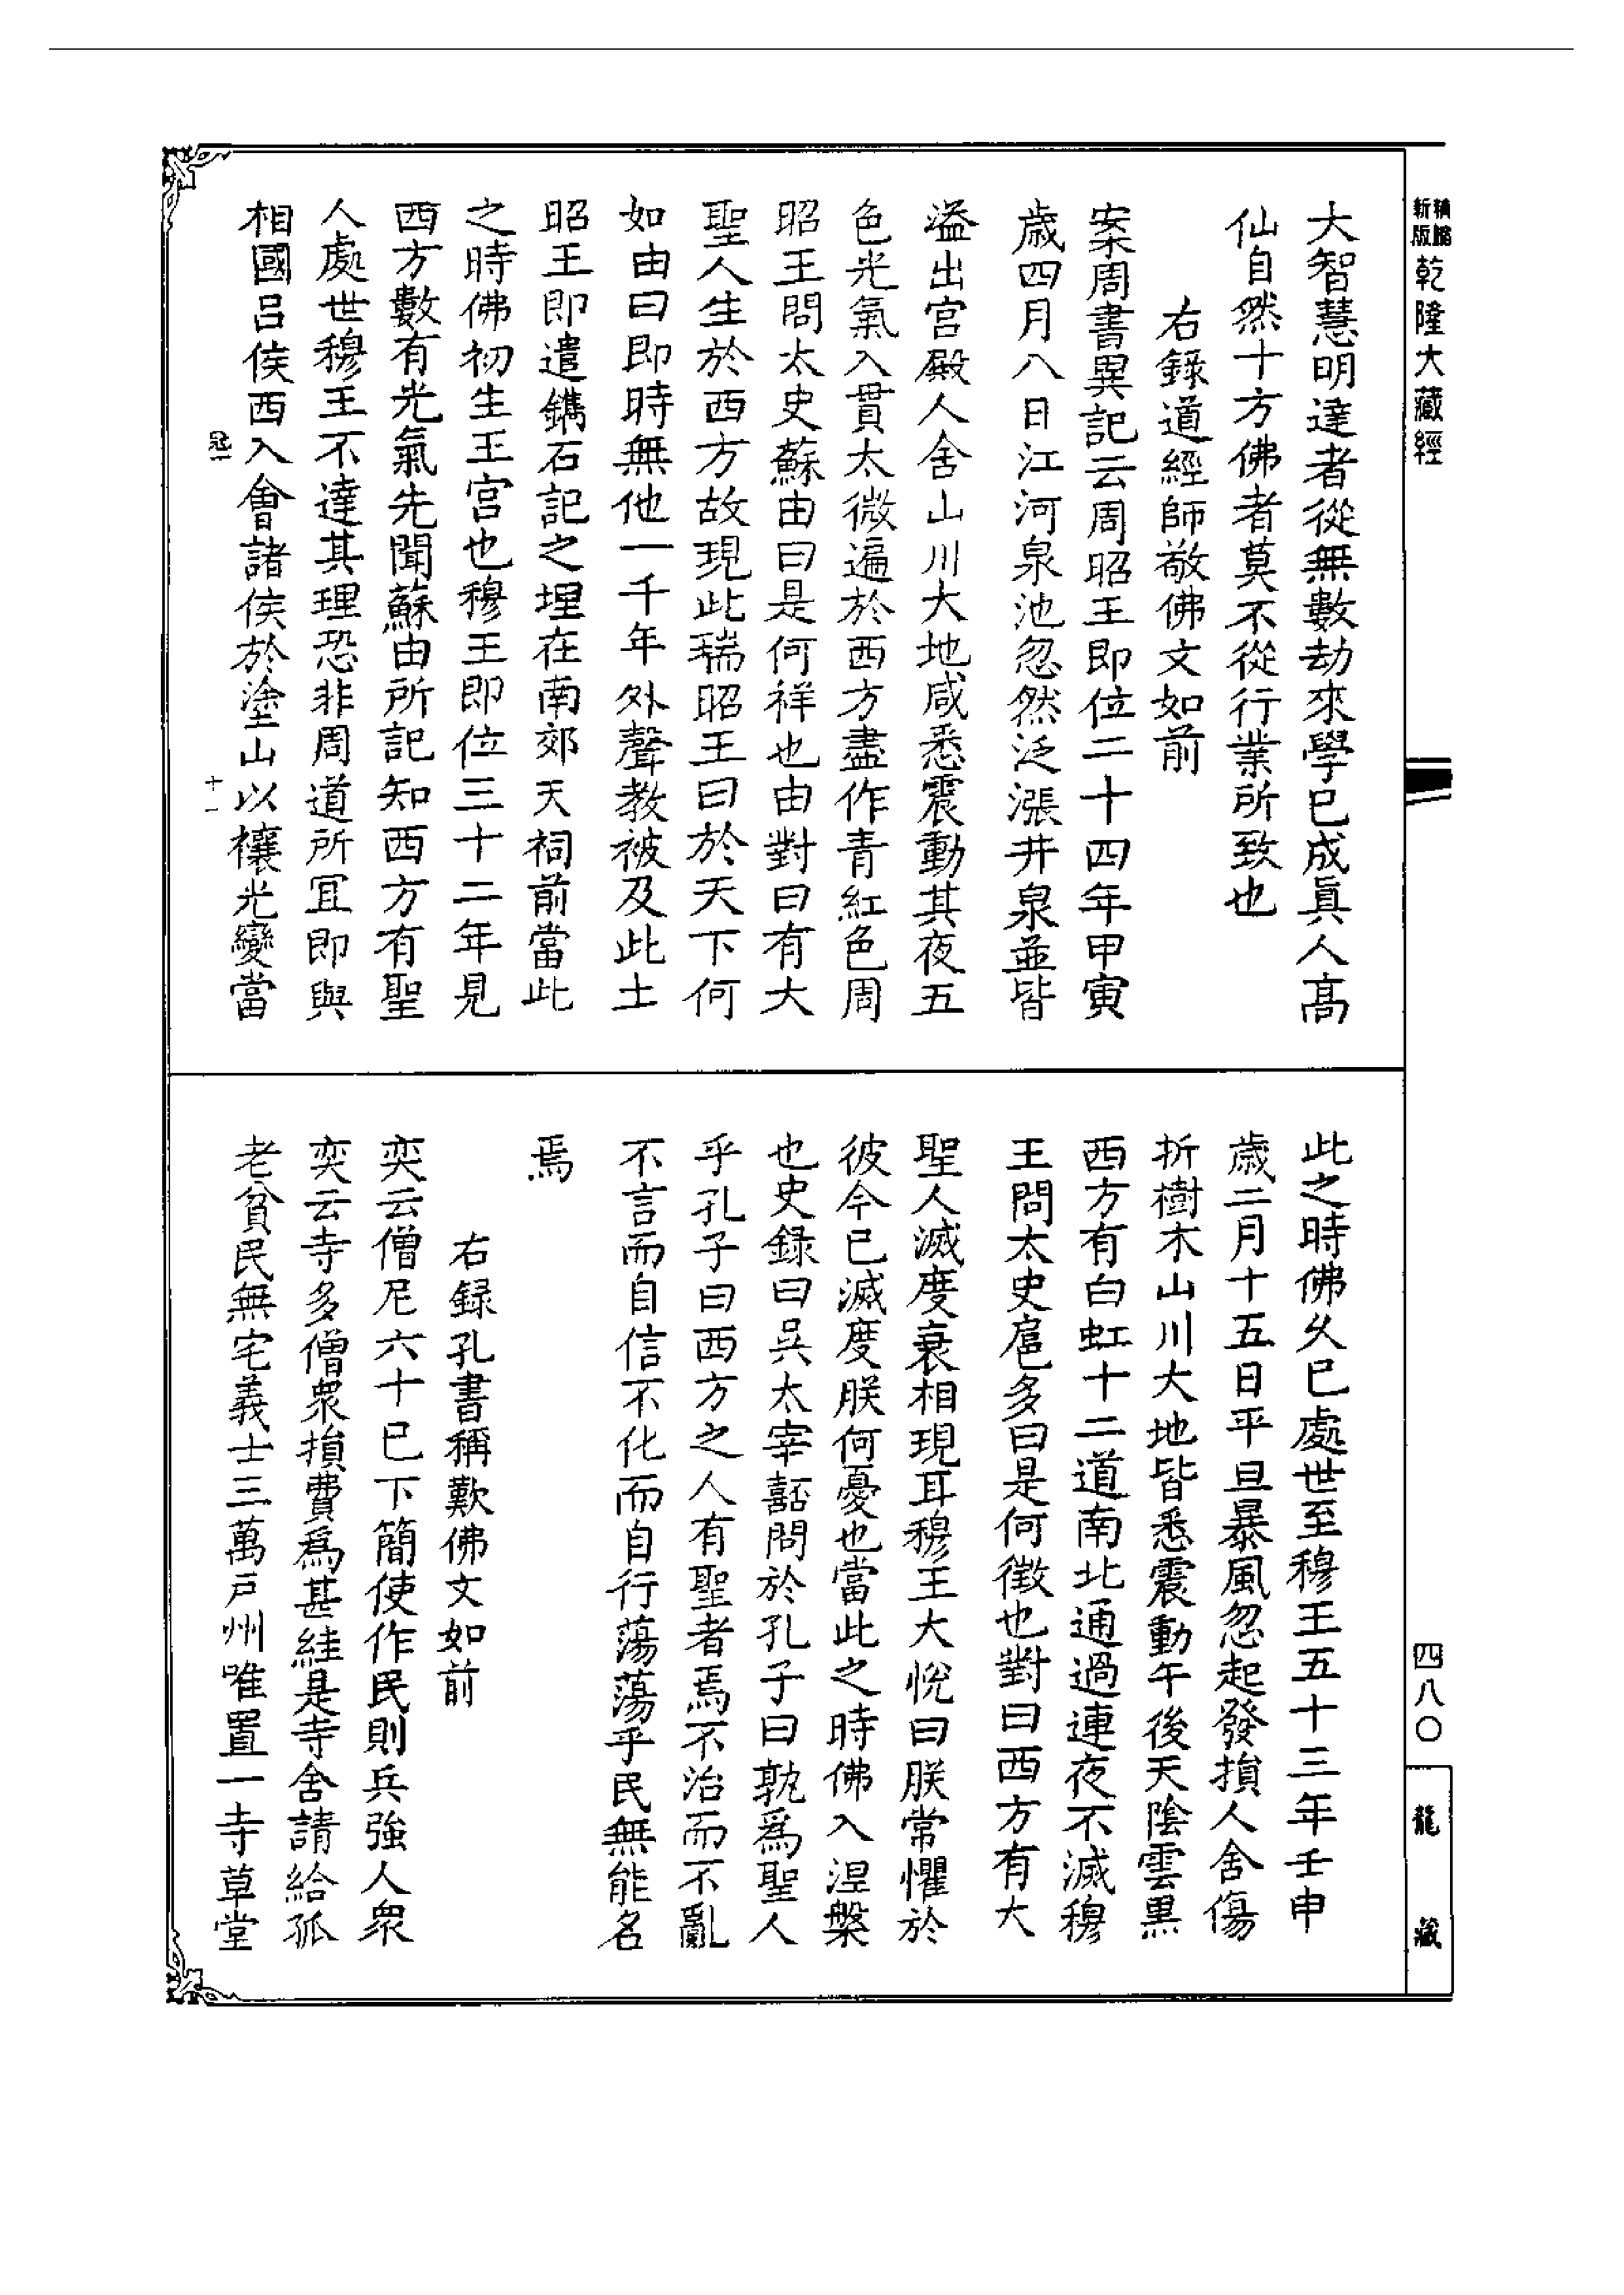 乾隆大藏經
大智慧明達者從無數劫來學已成眞人高
仙自然十方佛者莫不從行業所致也
右錄道經師敬佛文如前
案周書異記云周昭王即位二十四年甲寅
歲四月八日江河泉池忽然泛漲井泉並皆
溢出宮殿人舍山川大地咸悉震動其夜五
色光氣入貫太微遍於西方盡作青紅色周
昭王問太史蘇由曰是何祥也由對曰有大
聖人生於西方故現此瑞昭王曰於天下何
如由曰即時無他一千年外聲教被及此土
昭王即遣鐫石記之埋在南郊天祠前當此
之時佛初生王宮也穆王即位三十二年見
西方數有光氣先聞蘇由所記知西方有聖
人處世穆王不達其理恐非周道所冝即與
相國吕侯西入會諸侯於塗山以禳光變當
冠一
十一
此之時佛久已處世至穆王五十三年壬申
歲二月十五日平旦暴風忽起發損人舍傷
折樹木山川大地皆悉震動午後天陰雲黒
西方有白虹十二道南北通過連夜不滅穆
王問太史扈多曰是何徵也對曰西方有大
聖人滅度衰相現耳穆王大悅曰朕常懼於
彼今已滅度朕何憂也當此之時佛入涅槃
也史錄曰吳太宰嚭問於孔子曰孰爲聖人
乎孔子曰西方之人有聖者焉不治而不亂
不言而自信不化而自行蕩蕩乎民無能名
焉
右録孔書稱歎佛文如前
奕云僧尼六十已下簡使作民則兵強人衆
奕云寺多僧衆損費爲甚絓是寺舍請給孤
老貧民無宅義士三萬戶州唯置一寺草堂
四八〇
龍藏